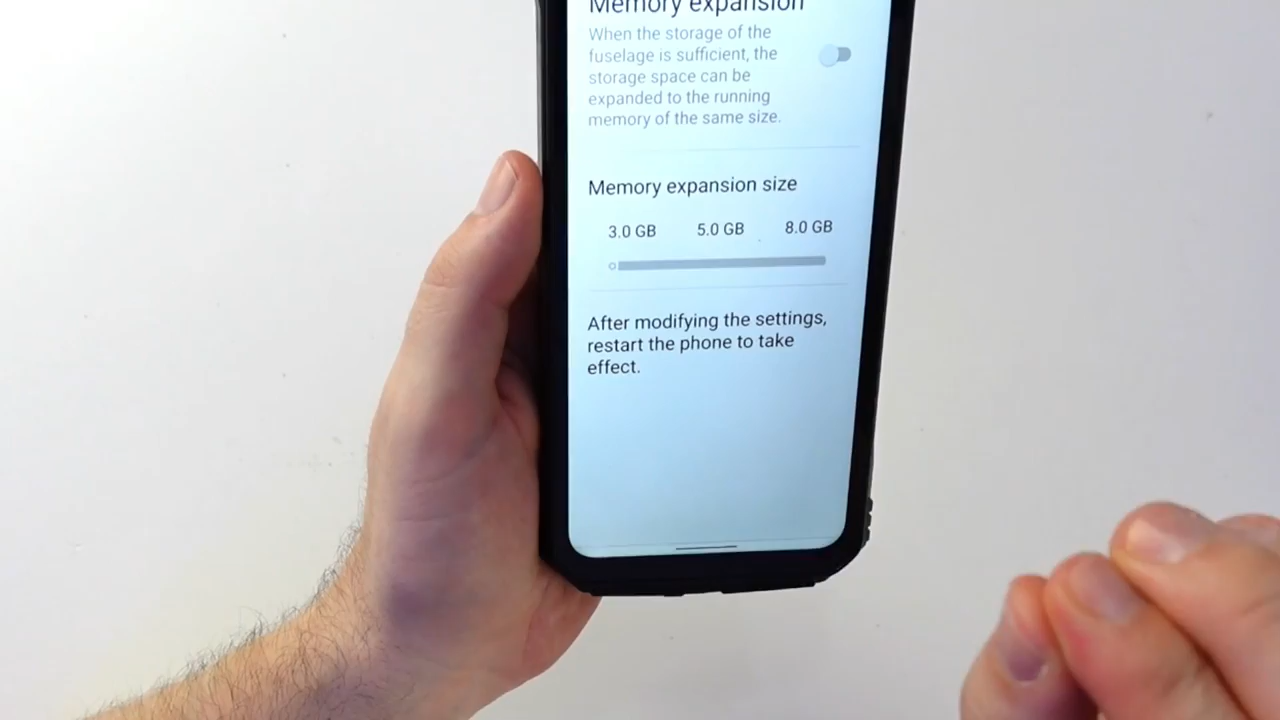 Memory expansion
When the storage of the
fuselage is sufficient, the
storage space can be
expanded to the running
memory of the same size.
Memory expansion size
3.0 GB 5.0 GB 8.0 GB
After modifying the settings,
restart the phone to take
effect.